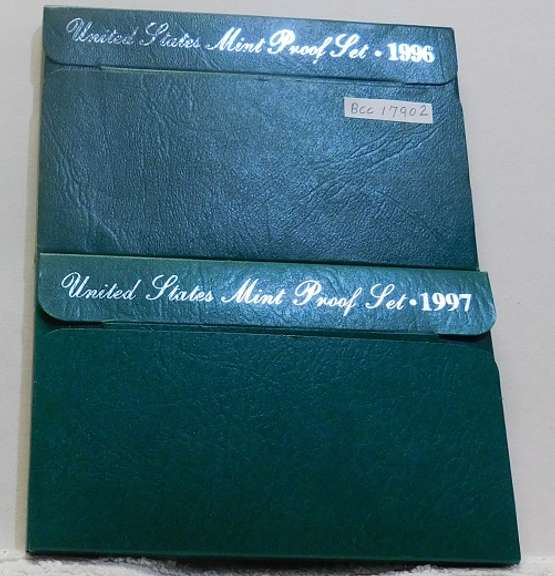 United States Mint Proof Set • 1996
BCC 17902
United States Mint Proof Set • 1997